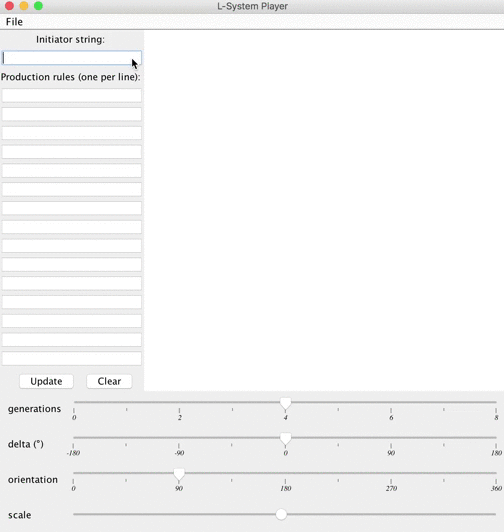 L-System Player
File
Initiator string:
Production rules (one per line):
Update Clear
generations
0 2 4 6 8
delta (°)
-180 -90 0 90 180
orientation
0 90 180 270 360
scale